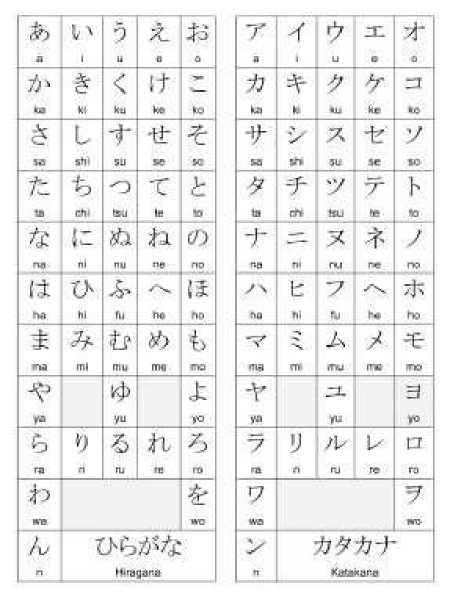 あ い う え お ア イ ウ エ オ
a i u e o a i u e o
か き く け こ カ キ ク ケ コ
ka ki ku ke ko ka ki ku ke ko
さ し す せ そ サ シ ス セ ソ
sa shi su se so sa shi su se so
た ち つ て と タ チ ツ テ ト
ta chi tsu te to ta chi tsu te to
な に ぬ ね の ナ ニ ヌ ネ ノ
na ni nu ne no na ni nu ne no
は ひ ふ へ ほ ハ ヒ フ ヘ ホ
ha hi fu he ho ha hi fu he ho
ま み む め も マ ミ ム メ モ
ma mi mu me mo ma mi mu me mo
や ゆ よ ヤ ユ ヨ
ya yu yo ya yu yo
ら り る れ ろ ラ リ ル レ ロ
ra ri ru re ro ra ri ru re ro
わ を ワ ヲ
wa wo wa wo
ん ひらがな ン カタカナ
n Hiragana n Katakana